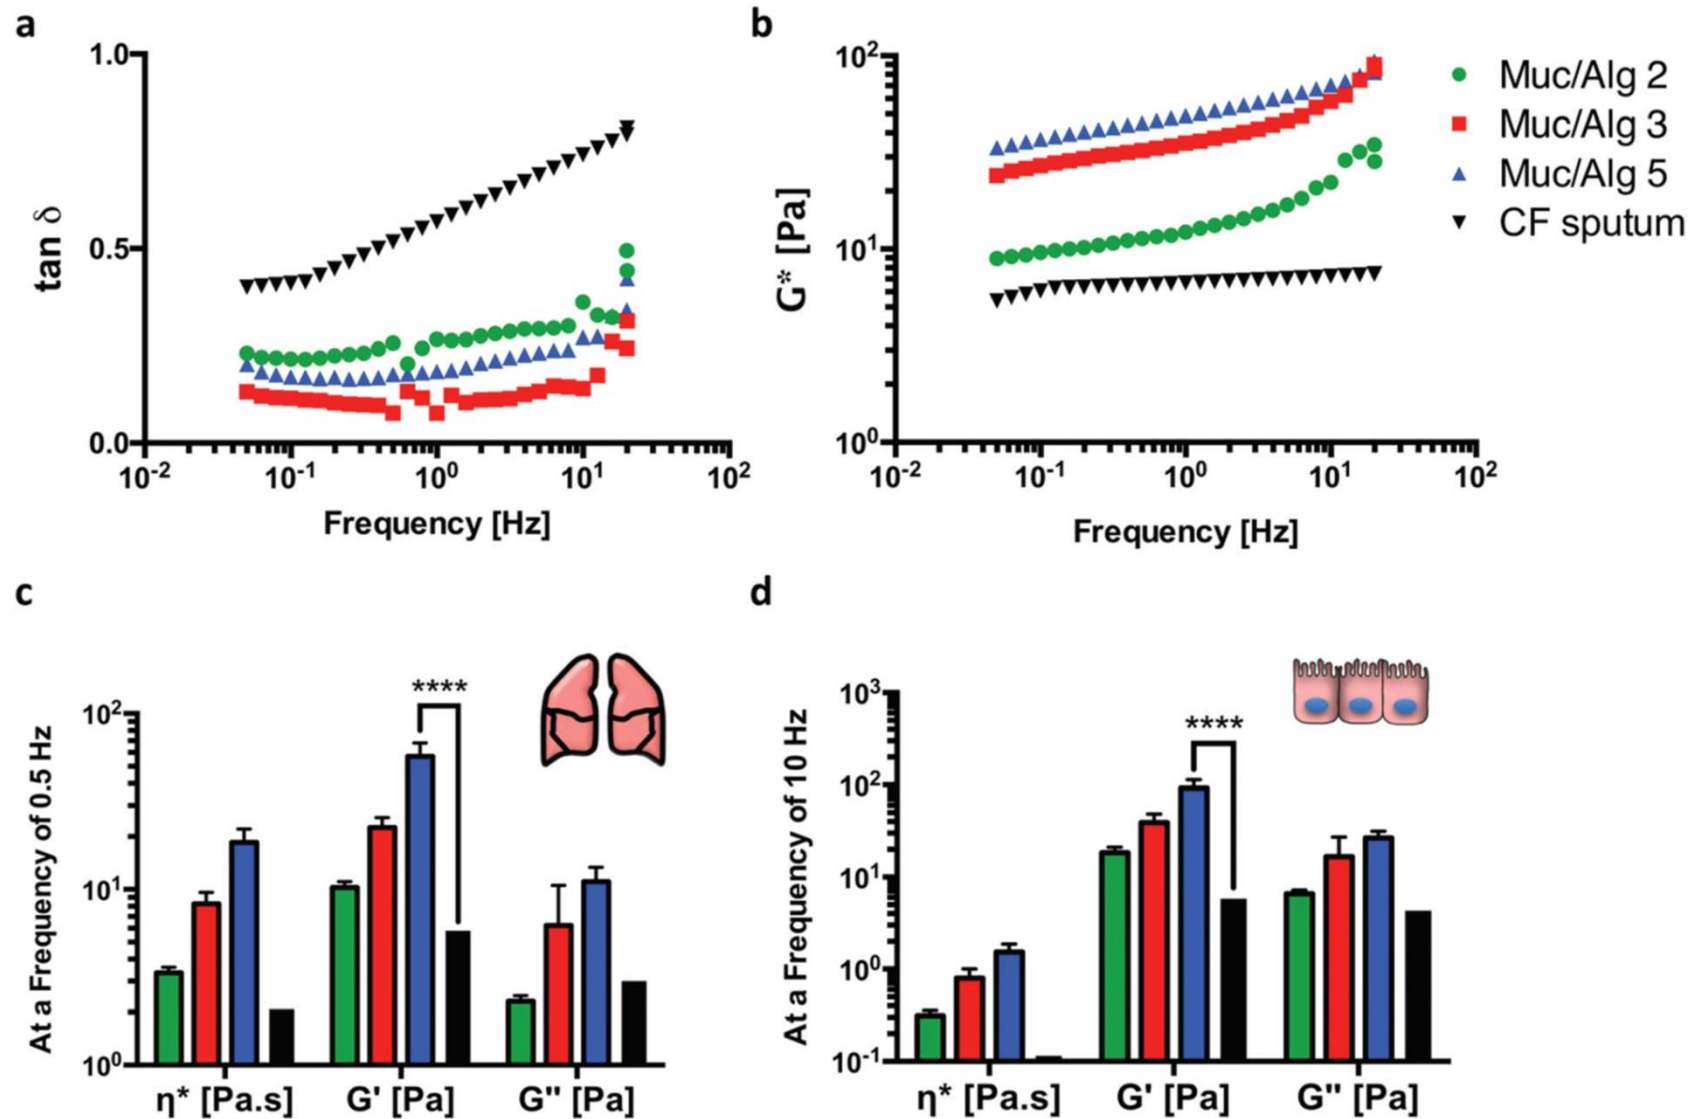 a
1.0
0.5
0.0
tan δ
10⁻² 10⁻¹ 10⁰ 10¹ 10²
Frequency [Hz]
b
10²
10¹
10⁰
G* [Pa]
10⁻² 10⁻¹ 10⁰ 10¹ 10²
Frequency [Hz]
Muc/Alg 2
Muc/Alg 3
Muc/Alg 5
CF sputum
c
At a Frequency of 0.5 Hz
10²
10¹
10⁰
****
η* [Pa.s] G' [Pa] G'' [Pa]
d
At a Frequency of 10 Hz
10³
10²
10¹
10⁰
10⁻¹
****
η* [Pa.s] G' [Pa] G'' [Pa]